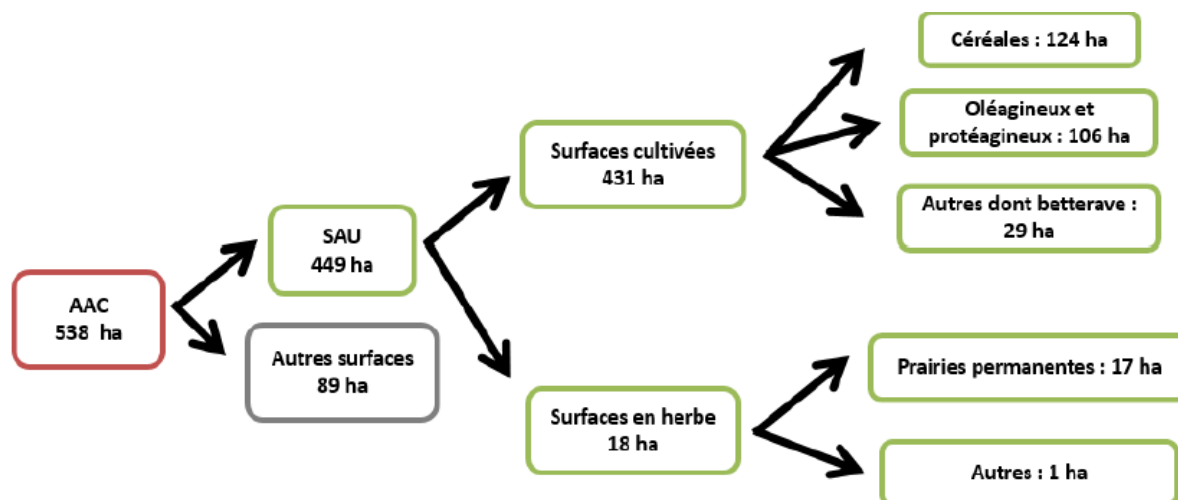 AAC
538 ha
SAU
449 ha
Autres surfaces
89 ha
Surfaces cultivées
431 ha
Surfaces en herbe
18 ha
Céréales : 124 ha
Oléagineux et
protéagineux : 106 ha
Autres dont betterave :
29 ha
Prairies permanentes : 17 ha
Autres : 1 ha